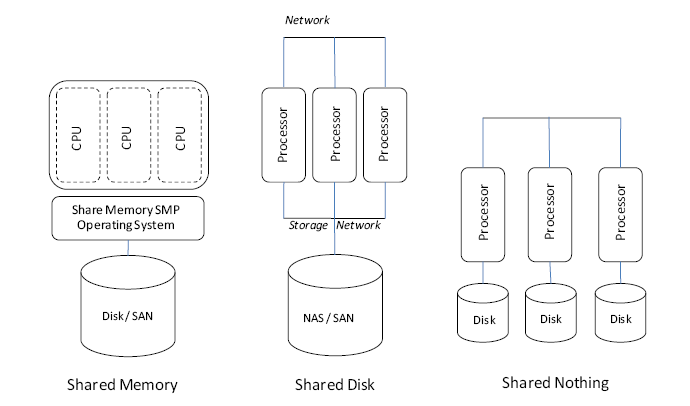 CPU
CPU
CPU
Share Memory SMP
Operating System
Disk / SAN
Shared Memory
Network
Processor
Processor
Processor
Storage Network
NAS / SAN
Shared Disk
Processor
Processor
Processor
Disk
Disk
Disk
Shared Nothing